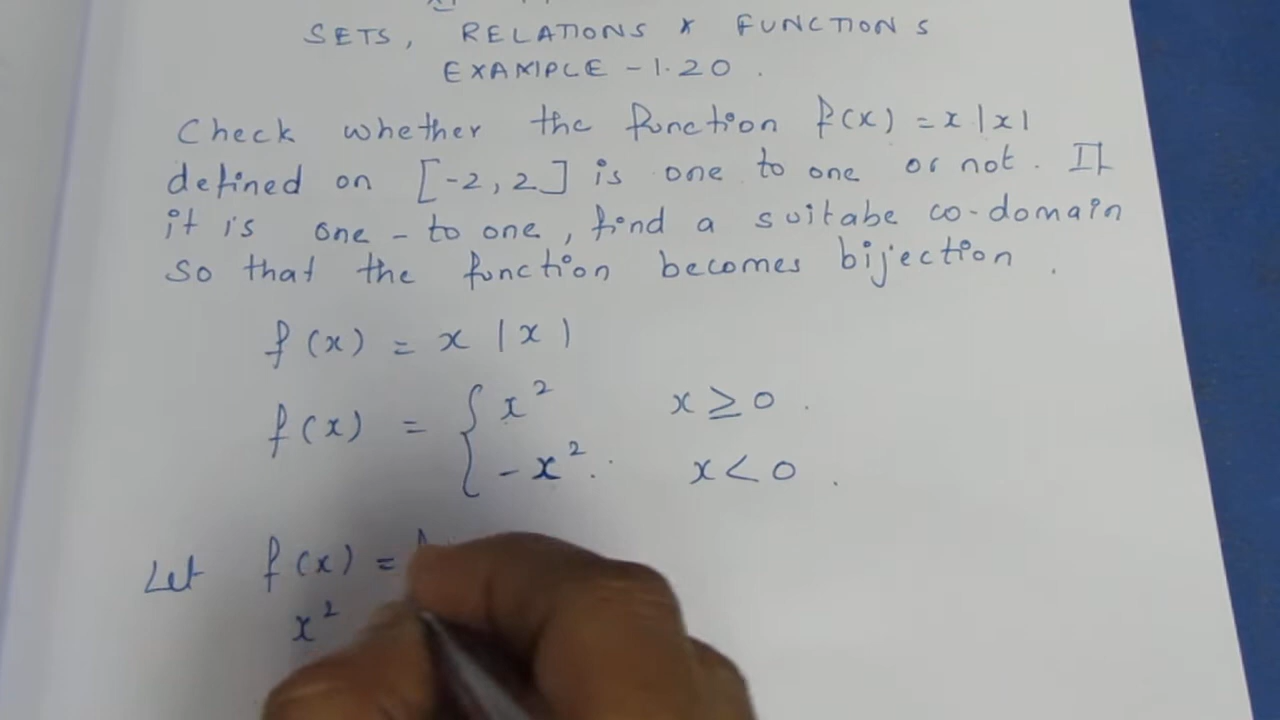 SETS, RELATIONS & FUNCTIONS
EXAMPLE - 1.20.
Check whether the function f(x) = x|x|
defined on [-2, 2] is one to one or not. If
it is one - to one, find a suitabe co-domain
so that the function becomes bijection.
f(x) = x |x|
f(x) = { x² x ≥ 0.
-x². x < 0.
Let f(x) =
x²